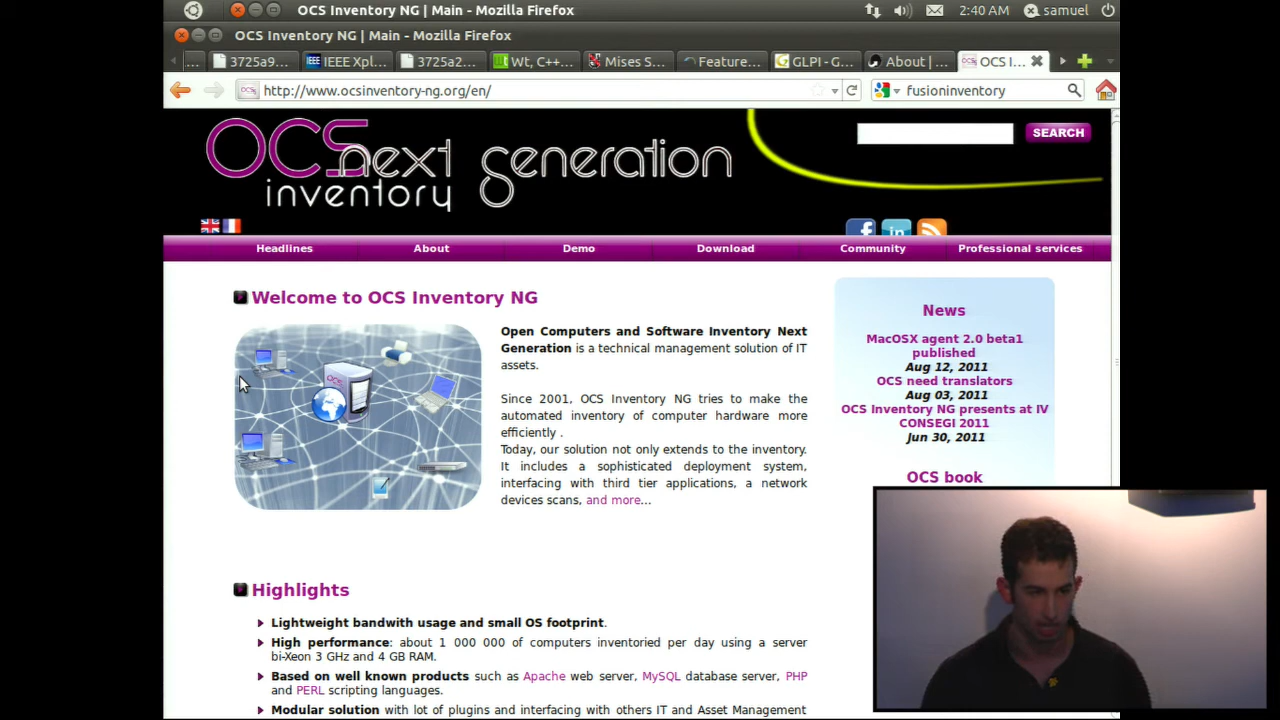 OCS Inventory NG | Main - Mozilla Firefox
2:40 AM
samuel
OCS Inventory NG | Main - Mozilla Firefox
...
3725a9...
IEEE Xpl...
3725a2...
Wt, C++...
Mises S...
Feature...
GLPI - G...
About | ...
OCS I...
http://www.ocsinventory-ng.org/en/
fusioninventory
OCS next generation
inventory
SEARCH
Headlines
About
Demo
Download
Community
Professional services
Welcome to OCS Inventory NG
Open Computers and Software Inventory Next
Generation is a technical management solution of IT
assets.
Since 2001, OCS Inventory NG tries to make the
automated inventory of computer hardware more
efficiently .
Today, our solution not only extends to the inventory.
It includes a sophisticated deployment system,
interfacing with third tier applications, a network
devices scans, and more...
News
MacOSX agent 2.0 beta1
published
Aug 12, 2011
OCS need translators
Aug 03, 2011
OCS Inventory NG presents at IV
CONSEGI 2011
Jun 30, 2011
OCS book
Highlights
Lightweight bandwith usage and small OS footprint.
High performance: about 1 000 000 of computers inventoried per day using a server
bi-Xeon 3 GHz and 4 GB RAM.
Based on well known products such as Apache web server, MySQL database server, PHP
and PERL scripting languages.
Modular solution with lot of plugins and interfacing with others IT and Asset Management